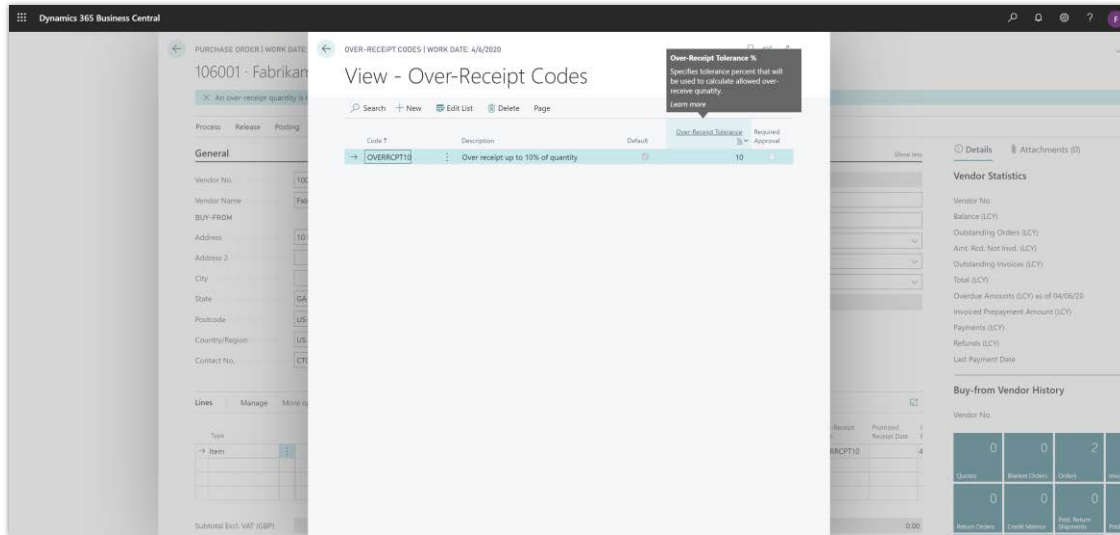 Dynamics 365 Business Central
PURCHASE ORDER | WORK DATE:
106001 · Fabrikam
An over-receipt quantity is
Process Release Posting
General
Show less
Vendor No.
Vendor Name
BUY-FROM
Address
Address 2
City
State
GA
Postcode
US
Country/Region
US
Contact No.
Lines Manage
Type
Item
Subtotal Excl. VAT (GBP)
0.00
OVER-RECEIPT CODES | WORK DATE: 4/6/2020
View - Over-Receipt Codes
Search New Edit List Delete Page
Over-Receipt Tolerance %
Specifies tolerance percent that will
be used to calculate allowed over-
receive qunatity.
Learn more
Code ↑ Description Default Over-Receipt Tolerance % Required Approval
OVERRCPT10 Over receipt up to 10% of quantity 10
-Receipt Promised Receipt Date
RRCPT10
Details Attachments (0)
Vendor Statistics
Vendor No.
Balance (LCY)
Outstanding Orders (LCY)
Amt. Rcd. Not Invd. (LCY)
Outstanding Invoices (LCY)
Total (LCY)
Overdue Amounts (LCY) as of 04/06/20
Invoiced Prepayment Amount (LCY)
Payments (LCY)
Refunds (LCY)
Last Payment Date
Buy-from Vendor History
Vendor No.
0 0 2
Quotes Blanket Orders Orders
0 0 0
Return Orders Credit Memos Pstd. Return Shipments